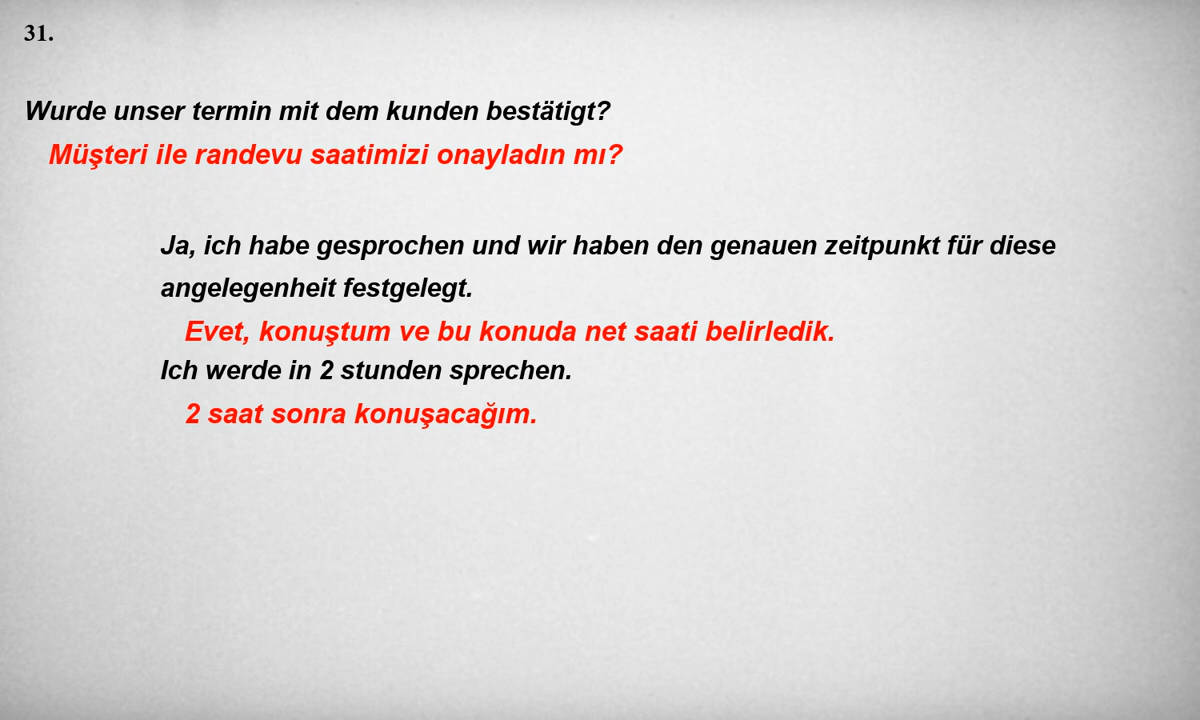 31.
Wurde unser termin mit dem kunden bestätigt?
Müşteri ile randevu saatimizi onayladın mı?
Ja, ich habe gesprochen und wir haben den genauen zeitpunkt für diese
angelegenheit festgelegt.
Evet, konuştum ve bu konuda net saati belirledik.
Ich werde in 2 stunden sprechen.
2 saat sonra konuşacağım.